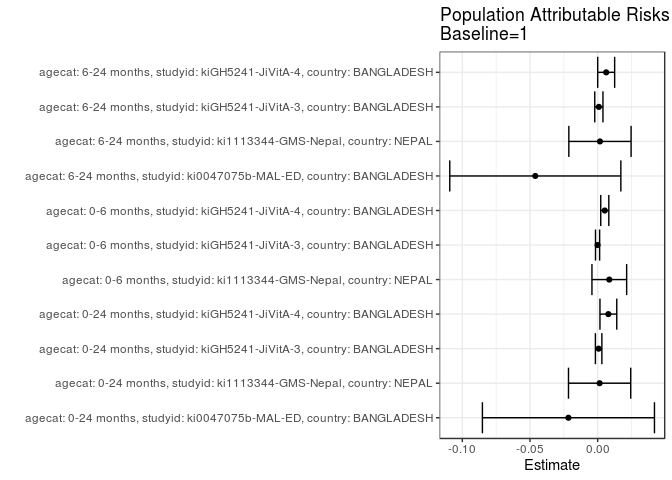 Population Attributable Risks
Baseline=1
agecat: 6-24 months, studyid: kiGH5241-JiVitA-4, country: BANGLADESH
agecat: 6-24 months, studyid: kiGH5241-JiVitA-3, country: BANGLADESH
agecat: 6-24 months, studyid: ki1113344-GMS-Nepal, country: NEPAL
agecat: 6-24 months, studyid: ki0047075b-MAL-ED, country: BANGLADESH
agecat: 0-6 months, studyid: kiGH5241-JiVitA-4, country: BANGLADESH
agecat: 0-6 months, studyid: kiGH5241-JiVitA-3, country: BANGLADESH
agecat: 0-6 months, studyid: ki1113344-GMS-Nepal, country: NEPAL
agecat: 0-24 months, studyid: kiGH5241-JiVitA-4, country: BANGLADESH
agecat: 0-24 months, studyid: kiGH5241-JiVitA-3, country: BANGLADESH
agecat: 0-24 months, studyid: ki1113344-GMS-Nepal, country: NEPAL
agecat: 0-24 months, studyid: ki0047075b-MAL-ED, country: BANGLADESH
-0.10 -0.05 0.00
Estimate